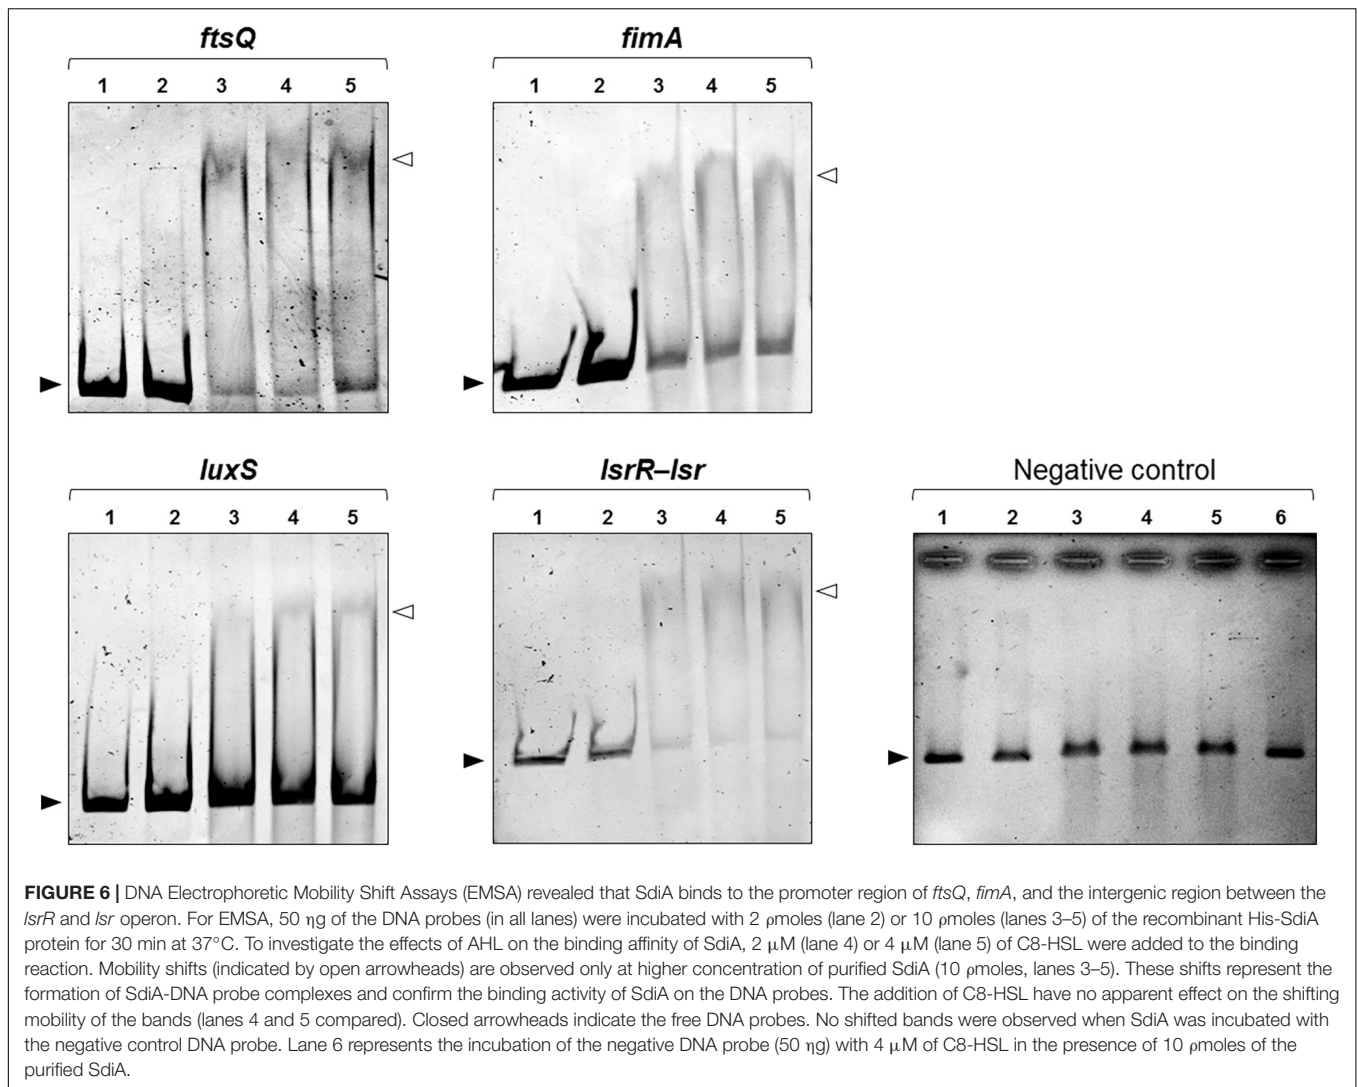 ftsQ
1 2 3 4 5
fimA
1 2 3 4 5
luxS
1 2 3 4 5
lsrR–lsr
1 2 3 4 5
Negative control
1 2 3 4 5 6
FIGURE 6 | DNA Electrophoretic Mobility Shift Assays (EMSA) revealed that SdiA binds to the promoter region of ftsQ, fimA, and the intergenic region between the
lsrR and lsr operon. For EMSA, 50 ηg of the DNA probes (in all lanes) were incubated with 2 ρmoles (lane 2) or 10 ρmoles (lanes 3–5) of the recombinant His-SdiA
protein for 30 min at 37°C. To investigate the effects of AHL on the binding affinity of SdiA, 2 μM (lane 4) or 4 μM (lane 5) of C8-HSL were added to the binding
reaction. Mobility shifts (indicated by open arrowheads) are observed only at higher concentration of purified SdiA (10 ρmoles, lanes 3–5). These shifts represent the
formation of SdiA-DNA probe complexes and confirm the binding activity of SdiA on the DNA probes. The addition of C8-HSL have no apparent effect on the shifting
mobility of the bands (lanes 4 and 5 compared). Closed arrowheads indicate the free DNA probes. No shifted bands were observed when SdiA was incubated with
the negative control DNA probe. Lane 6 represents the incubation of the negative DNA probe (50 ηg) with 4 μM of C8-HSL in the presence of 10 ρmoles of the
purified SdiA.